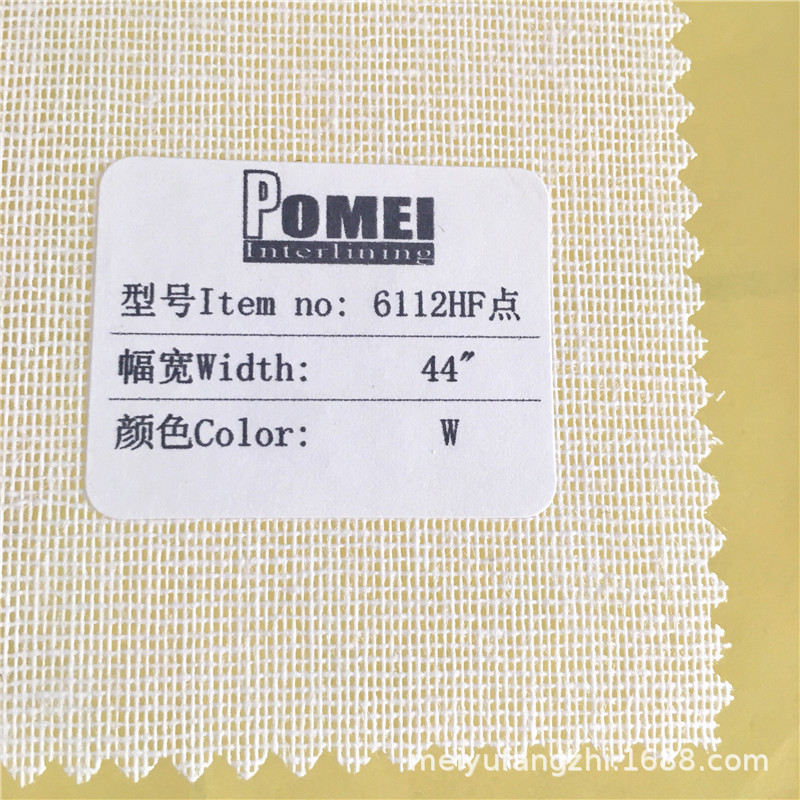 POMEI
Interlining
型号Item no: 6112HF点
幅宽Width: 44"
颜色Color: W
meiyufangzhi.1688.com